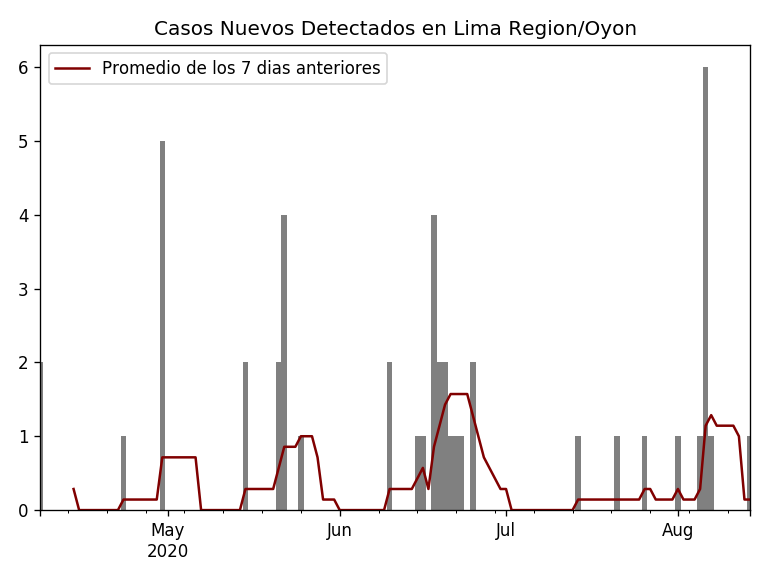 Casos Nuevos Detectados en Lima Region/Oyon
Promedio de los 7 dias anteriores
6
5
4
3
2
1
0
May Jun Jul Aug
2020